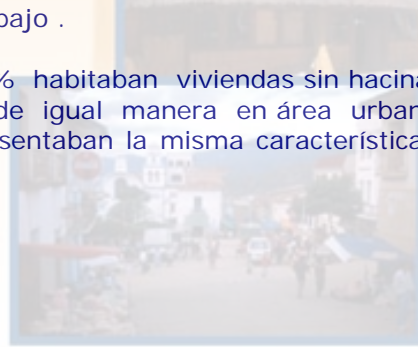 bajo .
% habitaban viviendas sin hacina
de igual manera en área urban
sentaban la misma característica